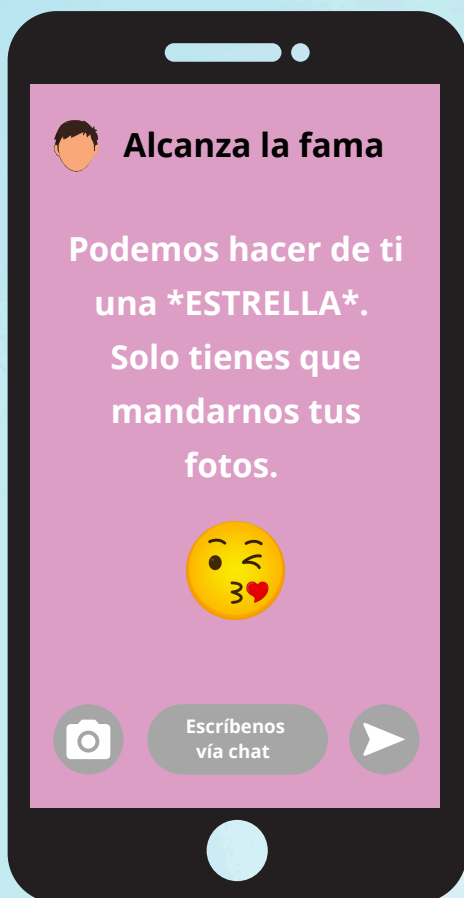 Alcanza la fama
Podemos hacer de ti
una *ESTRELLA*.
Solo tienes que
mandarnos tus
fotos.
Escríbenos
vía chat